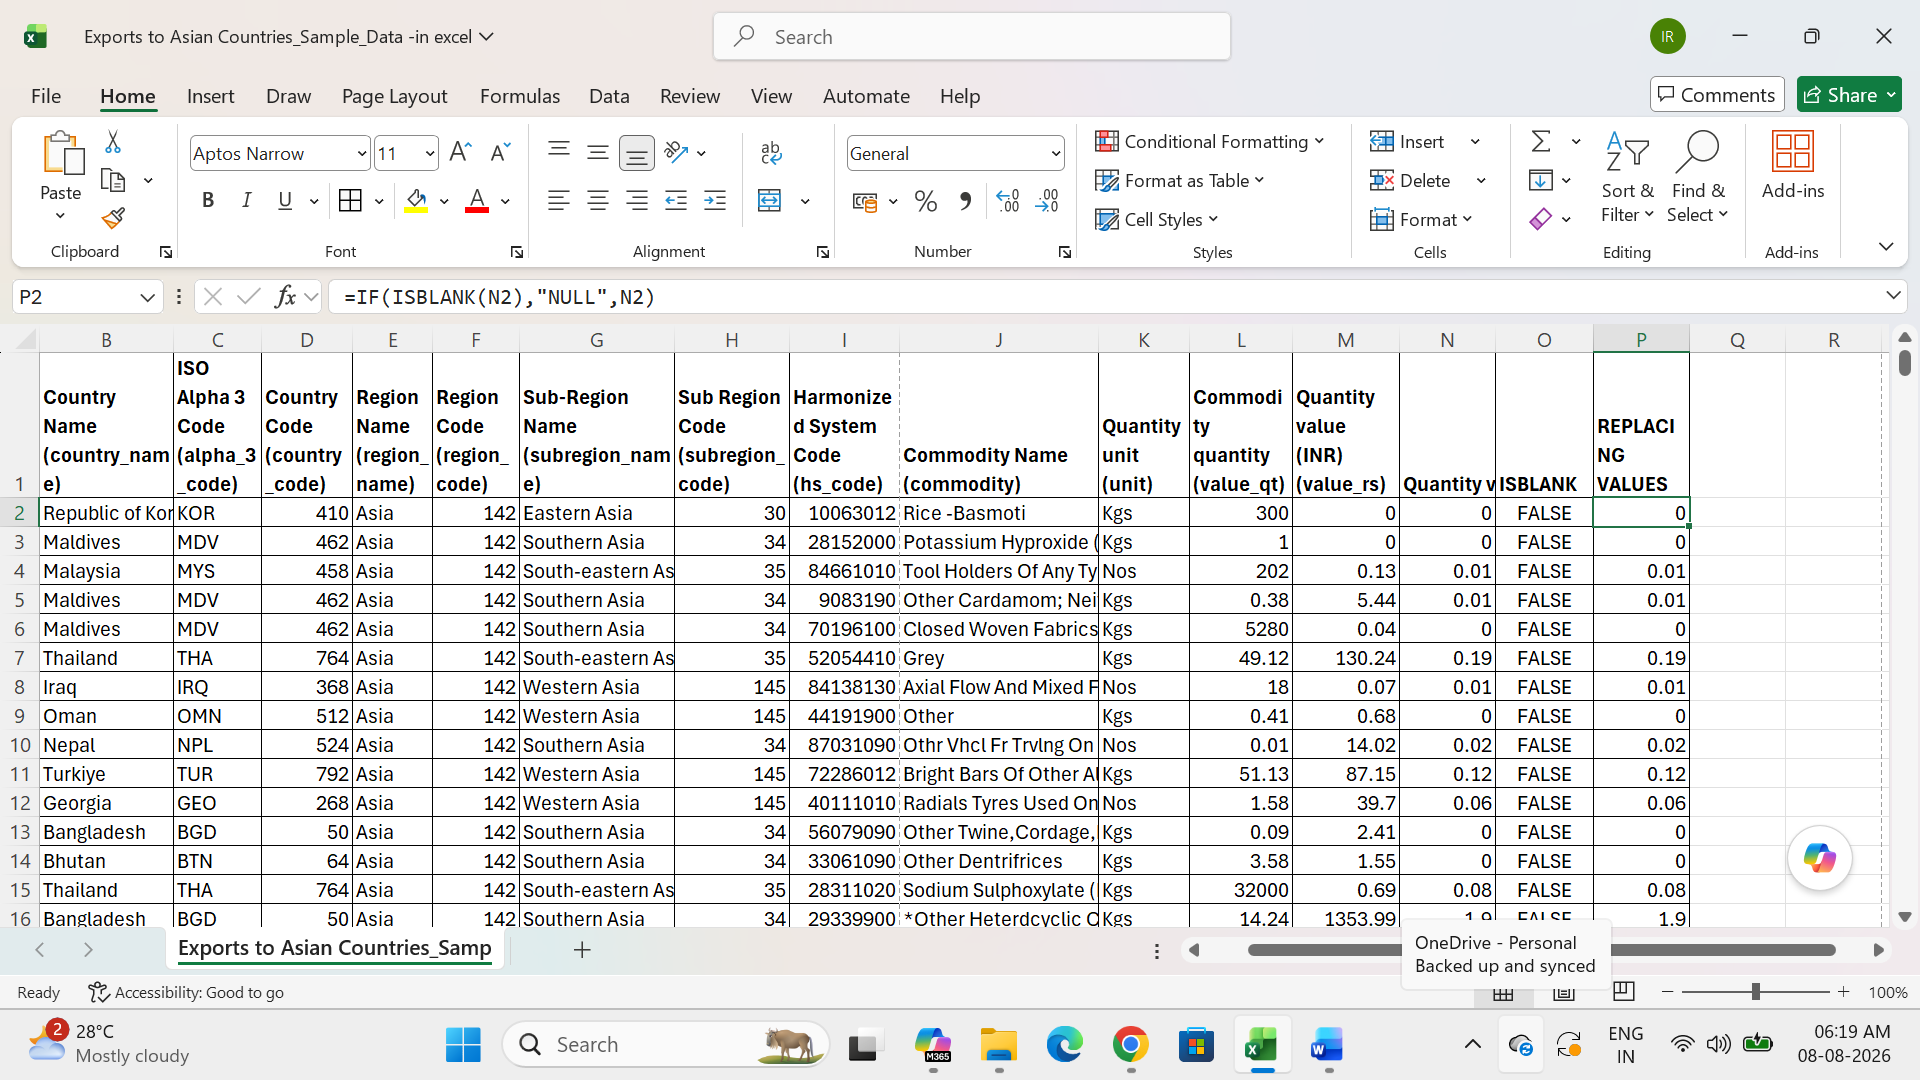 Exports to Asian Countries_Sample_Data -in excel
Search
IR
File Home Insert Draw Page Layout Formulas Data Review View Automate Help
Comments
Share
Paste
Clipboard
Aptos Narrow
11
B I U
Font
Alignment
General
Number
Conditional Formatting
Format as Table
Cell Styles
Styles
Insert
Delete
Format
Cells
Sort &
Filter
Find &
Select
Editing
Add-ins
Add-ins
P2
fx
=IF(ISBLANK(N2),"NULL",N2)
B C D E F G H I J K L M N O P Q R
1 Country Name (country_name) ISO Alpha 3 Code (alpha_3_code) Country Code (country_code) Region Name (region_name) Region Code (region_code) Sub-Region Name (subregion_name) Sub Region Code (subregion_code) Harmonized System Code (hs_code) Commodity Name (commodity) Quantity unit (unit) Commodity quantity (value_qt) Quantity value (INR) (value_rs) Quantity v ISBLANK REPLACING VALUES
2 Republic of Kor KOR 410 Asia 142 Eastern Asia 30 10063012 Rice -Basmoti Kgs 300 0 0 FALSE 0
3 Maldives MDV 462 Asia 142 Southern Asia 34 28152000 Potassium Hyproxide ( Kgs 1 0 0 FALSE 0
4 Malaysia MYS 458 Asia 142 South-eastern As 35 84661010 Tool Holders Of Any Ty Nos 202 0.13 0.01 FALSE 0.01
5 Maldives MDV 462 Asia 142 Southern Asia 34 9083190 Other Cardamom; Nei Kgs 0.38 5.44 0.01 FALSE 0.01
6 Maldives MDV 462 Asia 142 Southern Asia 34 70196100 Closed Woven Fabrics Kgs 5280 0.04 0 FALSE 0
7 Thailand THA 764 Asia 142 South-eastern As 35 52054410 Grey Kgs 49.12 130.24 0.19 FALSE 0.19
8 Iraq IRQ 368 Asia 142 Western Asia 145 84138130 Axial Flow And Mixed F Nos 18 0.07 0.01 FALSE 0.01
9 Oman OMN 512 Asia 142 Western Asia 145 44191900 Other Kgs 0.41 0.68 0 FALSE 0
10 Nepal NPL 524 Asia 142 Southern Asia 34 87031090 Othr Vhcl Fr Trvlng On Nos 0.01 14.02 0.02 FALSE 0.02
11 Turkiye TUR 792 Asia 142 Western Asia 145 72286012 Bright Bars Of Other Al Kgs 51.13 87.15 0.12 FALSE 0.12
12 Georgia GEO 268 Asia 142 Western Asia 145 40111010 Radials Tyres Used On Nos 1.58 39.7 0.06 FALSE 0.06
13 Bangladesh BGD 50 Asia 142 Southern Asia 34 56079090 Other Twine,Cordage, Kgs 0.09 2.41 0 FALSE 0
14 Bhutan BTN 64 Asia 142 Southern Asia 34 33061090 Other Dentrifrices Kgs 3.58 1.55 0 FALSE 0
15 Thailand THA 764 Asia 142 South-eastern As 35 28311020 Sodium Sulphoxylate ( Kgs 32000 0.69 0.08 FALSE 0.08
16 Bangladesh BGD 50 Asia 142 Southern Asia 34 29339900 *Other Heterdcyclic C Kgs 14.24 1353.99 1.9 FALSE 1.9
Exports to Asian Countries_Samp
OneDrive - Personal
Backed up and synced
Ready
Accessibility: Good to go
100%
2
28°C
Mostly cloudy
Search
M365
ENG
IN
06:19 AM
08-08-2026